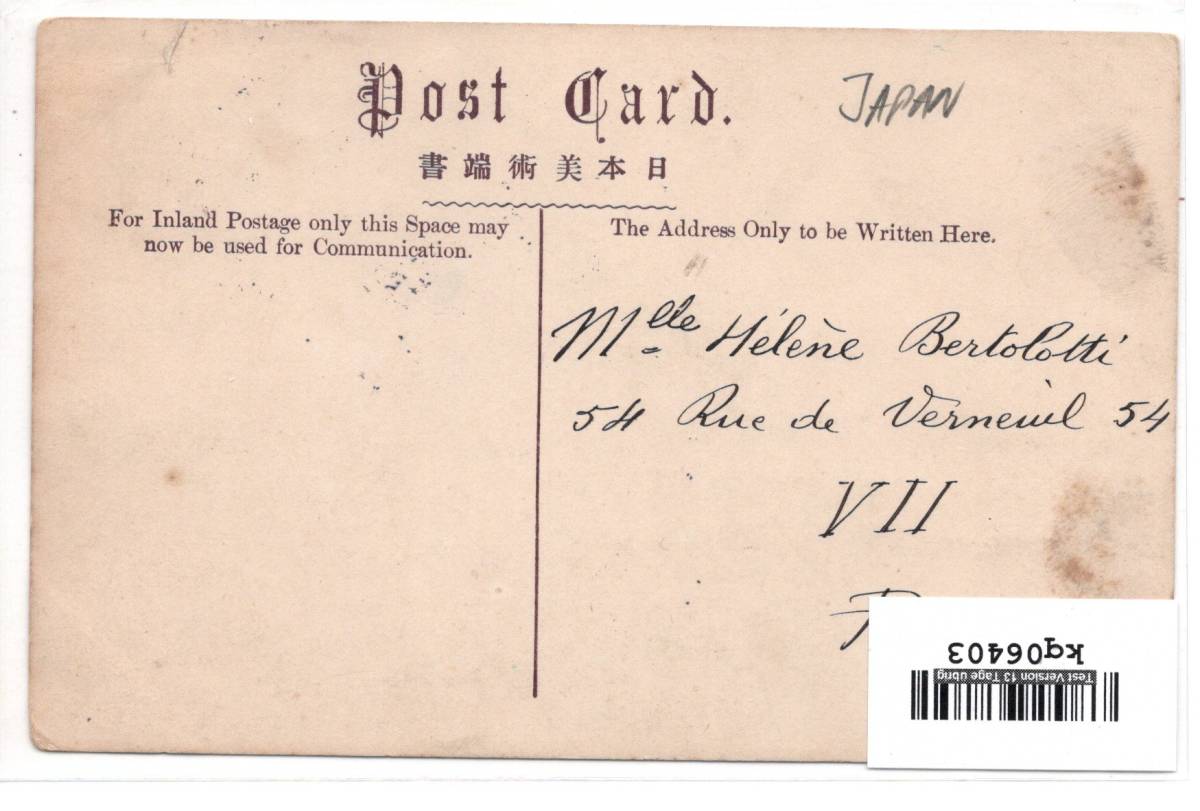 Post Card.
JAPAN
書端術美本日
For Inland Postage only this Space may
now be used for Communication.
The Address Only to be Written Here.
Mlle Hélène Bertolotti
54 Rue de Verneuil 54
VII
kq06403
Test Version 13 Tage übrig